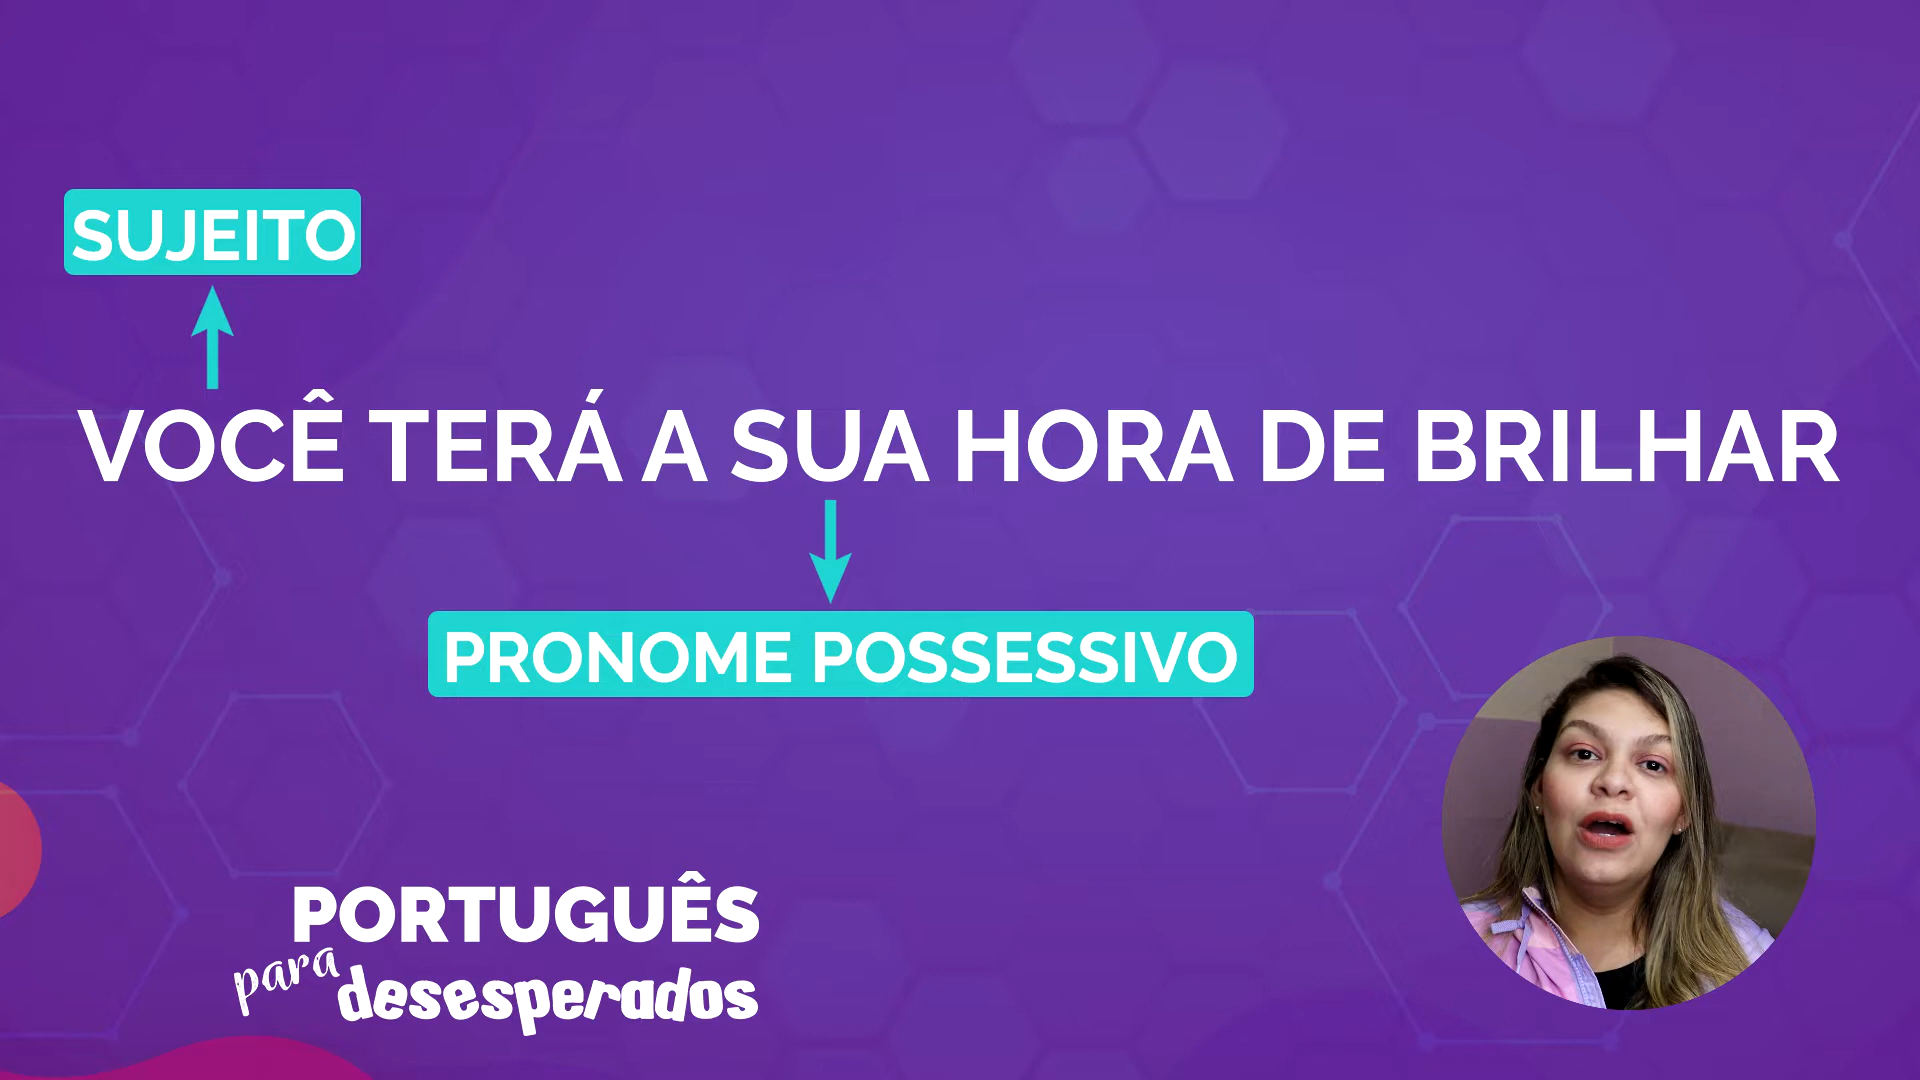 SUJEITO
VOCÊ TERÁ A SUA HORA DE BRILHAR
PRONOME POSSESSIVO
PORTUGUÊS
para desesperados